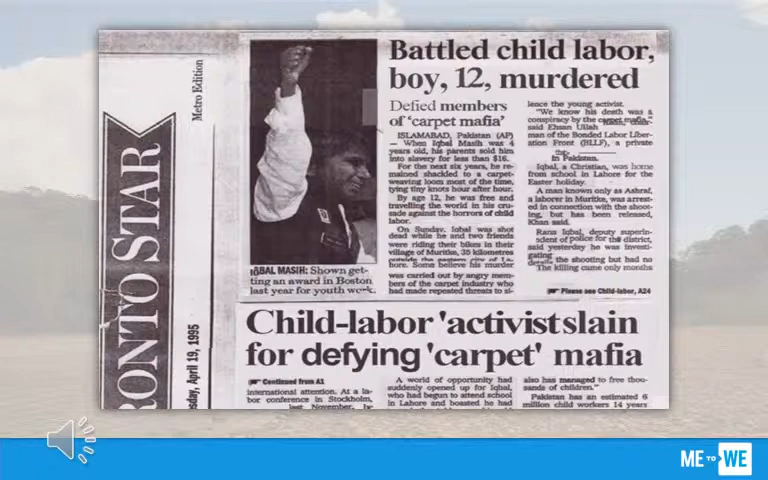 Battled child labor,
boy, 12, murdered
Defied members
of 'carpet mafia'
ISLAMABAD, Pakistan (AP)
— When Iqbal Masih was 4
years old, his parents sold him
into slavery for less than $16.
For the next six years, he re-
mained shackled to a carpet-
weaving loom most of the time,
tying tiny knots hour after hour.
By age 12, he was free and
travelling the world in his cru-
sade against the horrors of child
labor.
On Sunday, Iqbal was shot
dead while he and two friends
were riding their bikes in their
village of Muritke, 35 kilometres
outside the eastern city of La-
hore. Some believe his murder
was carried out by angry mem-
bers of the carpet industry who
had made repeated threats to si-
lence the young activist.
"We know his death was a
conspiracy by the carpet mafia,"
said Ehsan Ullah
man of the Bonded Labor Liber-
ation Front (BLLF), a private
in Pakistan.
Iqbal, a Christian, was home
from school in Lahore for the
Easter holiday.
A man known only as Ashraf,
a laborer in Muritke, was arrest-
ed in connection with the shoot-
ing, but has been released,
Khan said.
Rana Iqbal, deputy superin-
tendent of police for the district,
said yesterday he was investi-
gating the shooting but had no
details.
The killing came only months
Please see Child-labor, A24
IQBAL MASIH: Shown get-
ting an award in Boston
last year for youth work.
Metro Edition
RONTO STAR
sday, April 19, 1995
Child-labor 'activist slain
for defying 'carpet' mafia
Continued from A1
international attention. At a la-
bor conference in Stockholm,
last November, he
A world of opportunity had
suddenly opened up for Iqbal,
who had begun to attend school
in Lahore and boasted he had
also has managed to free thou-
sands of children."
Pakistan has an estimated 6
million child workers 14 years
ME TO WE